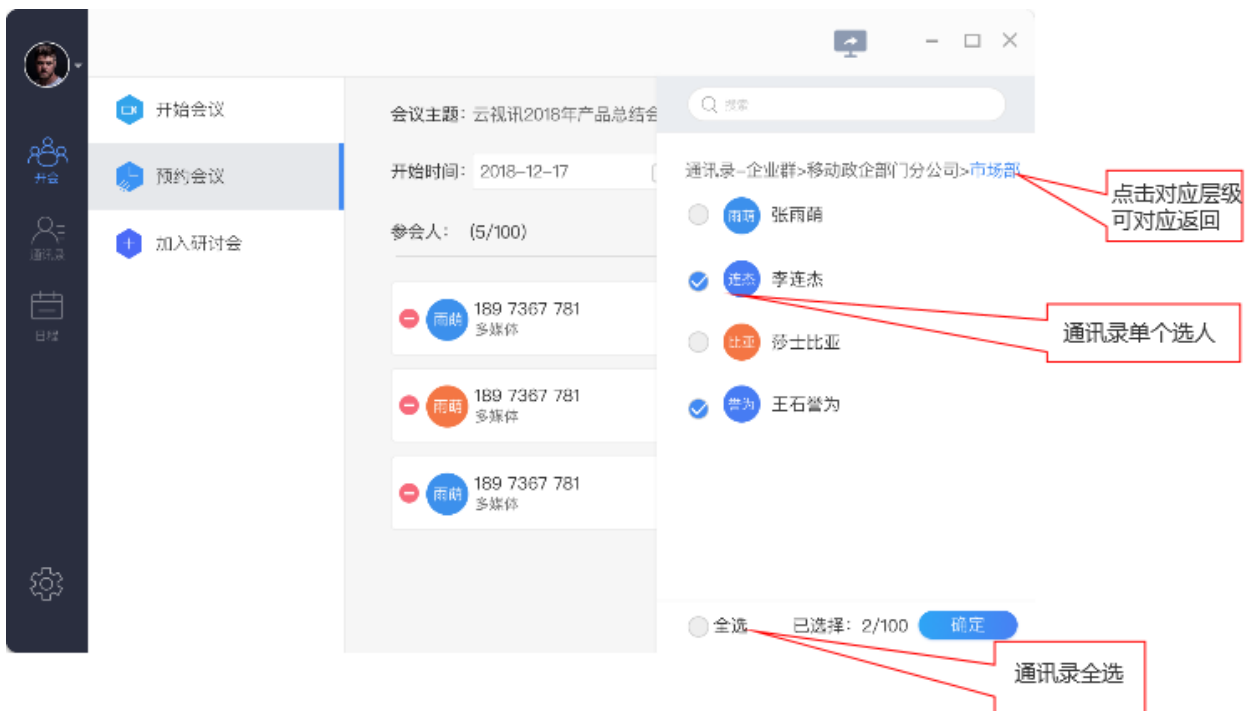 开会
通讯录
日程
开始会议
预约会议
加入研讨会
会议主题：云视讯2018年产品总结会
开始时间：2018-12-17
参会人：(5/100)
雨萌 189 7367 781
多媒体
雨萌 189 7367 781
多媒体
雨萌 189 7367 781
多媒体
搜索
通讯录-企业群>移动政企部门分公司>市场部
雨萌 张雨萌
连杰 李连杰
比亚 莎士比亚
誉为 王石誉为
全选 已选择：2/100 确定
点击对应层级
可对应返回
通讯录单个选人
通讯录全选